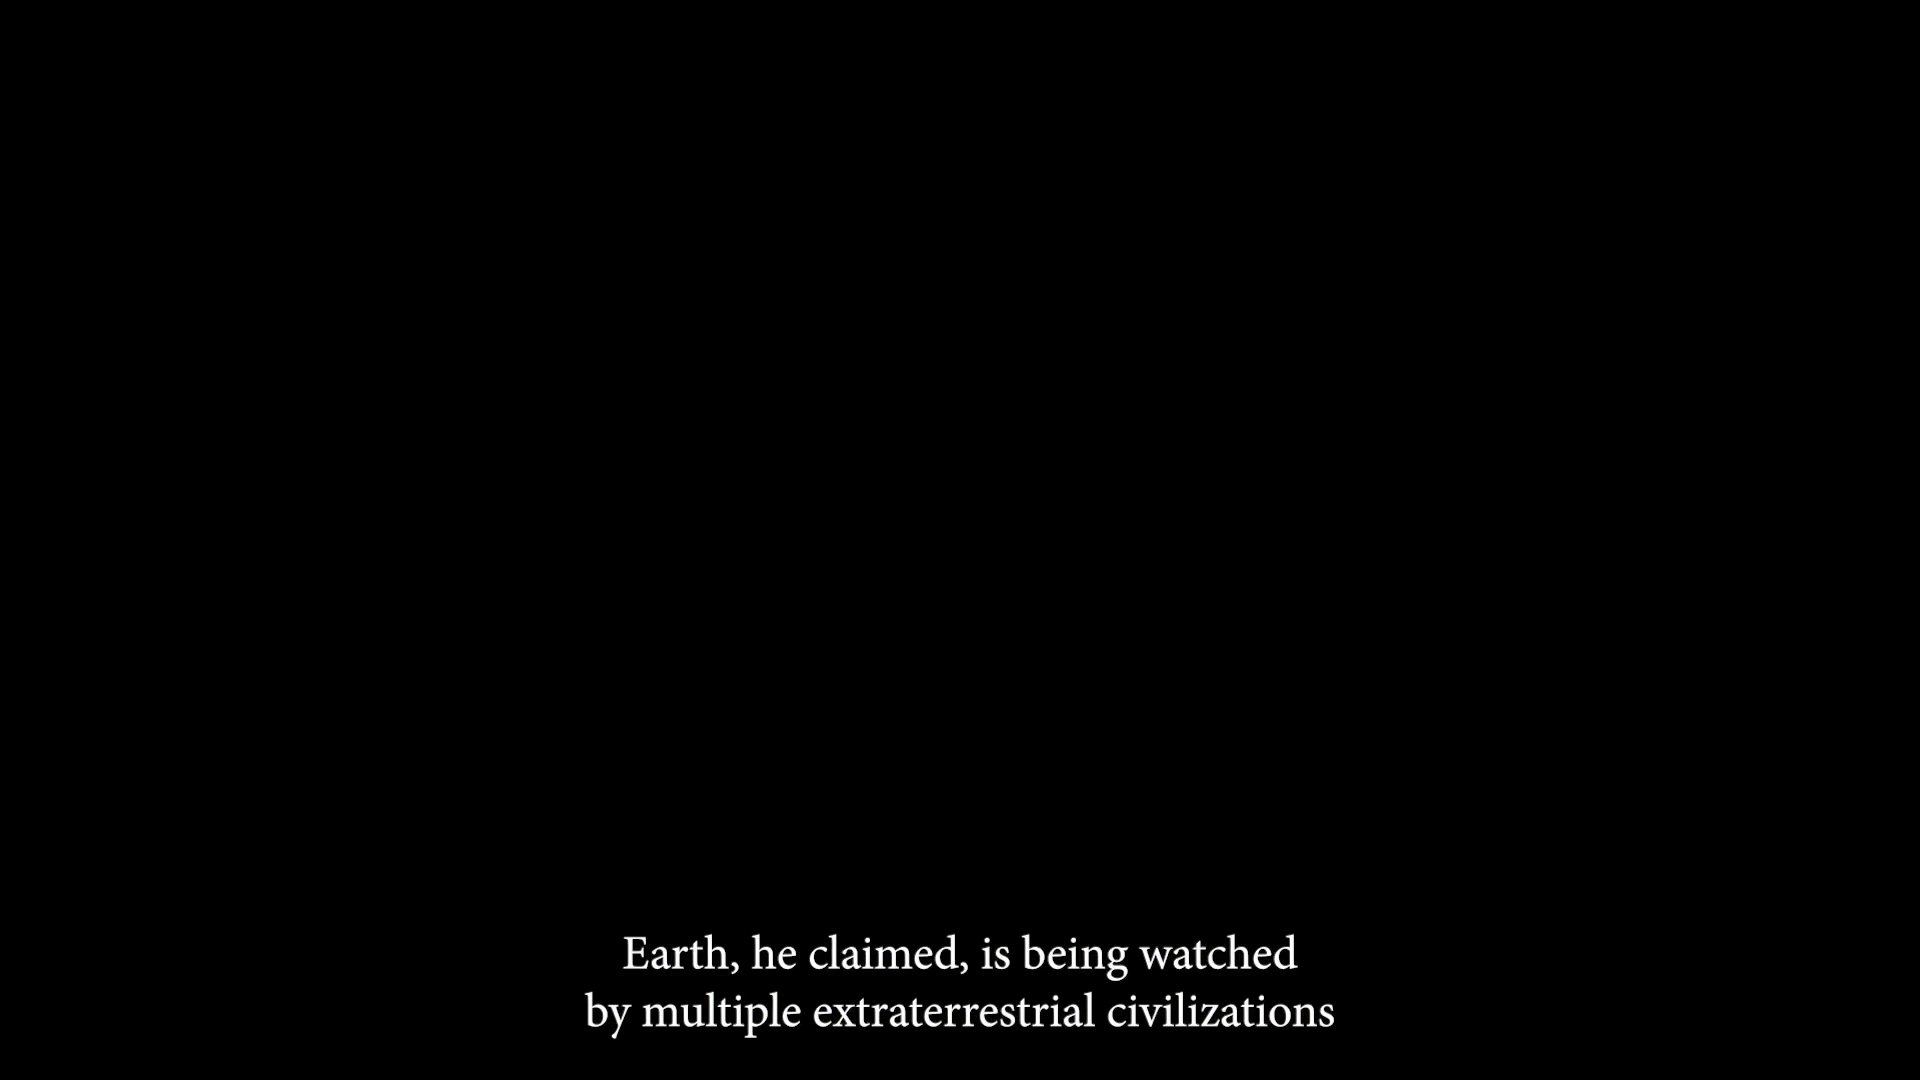 Earth, he claimed, is being watched
by multiple extraterrestrial civilizations